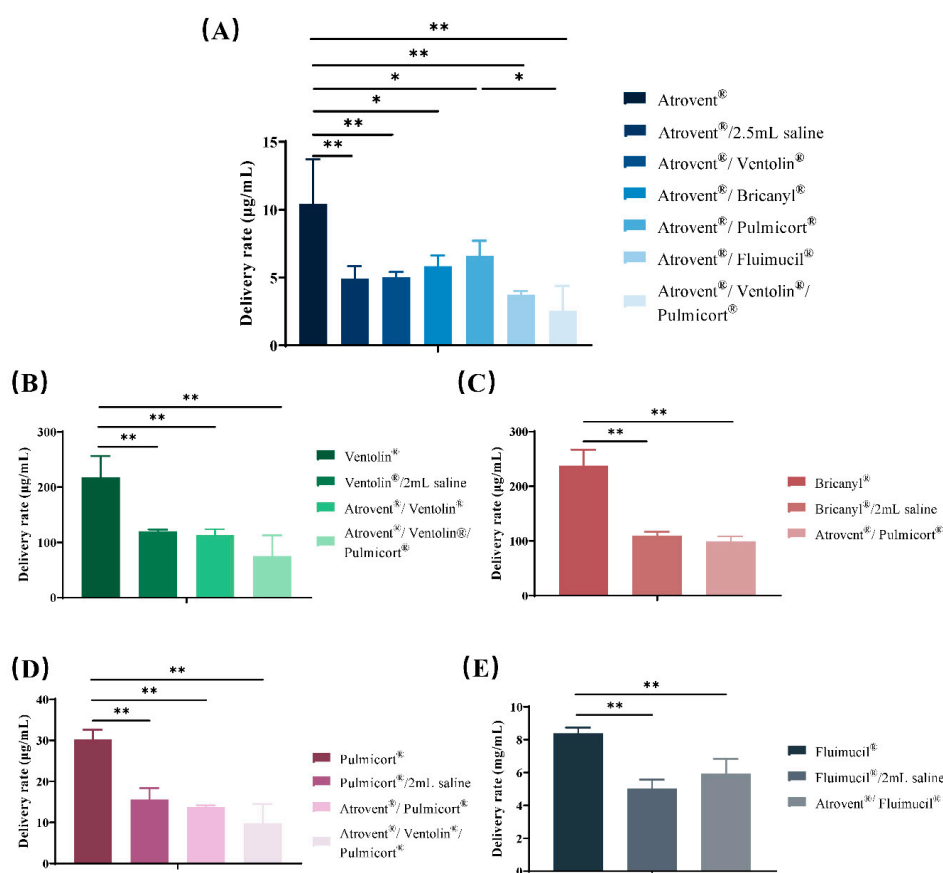 (A)
**
**
*
*
*
**
**
Delivery rate (μg/mL)
15
10
5
0
Atrovent®
Atrovent®/2.5mL saline
Atrovent®/ Ventolin®
Atrovent®/ Bricanyl®
Atrovent®/ Pulmicort®
Atrovent®/ Fluimucil®
Atrovent®/ Ventolin®/
Pulmicort®
(B)
**
**
**
Delivery rate (μg/mL)
300
200
100
0
Ventolin®
Ventolin®/2mL saline
Atrovent®/ Ventolin®
Atrovent®/ Ventolin®/
Pulmicort®
(C)
**
**
Delivery rate (μg/mL)
300
200
100
0
Bricanyl®
Bricanyl®/2mL saline
Atrovent®/ Pulmicort®
(D)
**
**
**
Delivery rate (μg/mL)
40
30
20
10
0
Pulmicort®
Pulmicort®/2mL saline
Atrovent®/ Pulmicort®
Atrovent®/ Ventolin®/
Pulmicort®
(E)
**
**
Delivery rate (mg/mL)
8
6
4
2
0
Fluimucil®
Fluimucil®/2mL saline
Atrovent®/ Fluimucil®